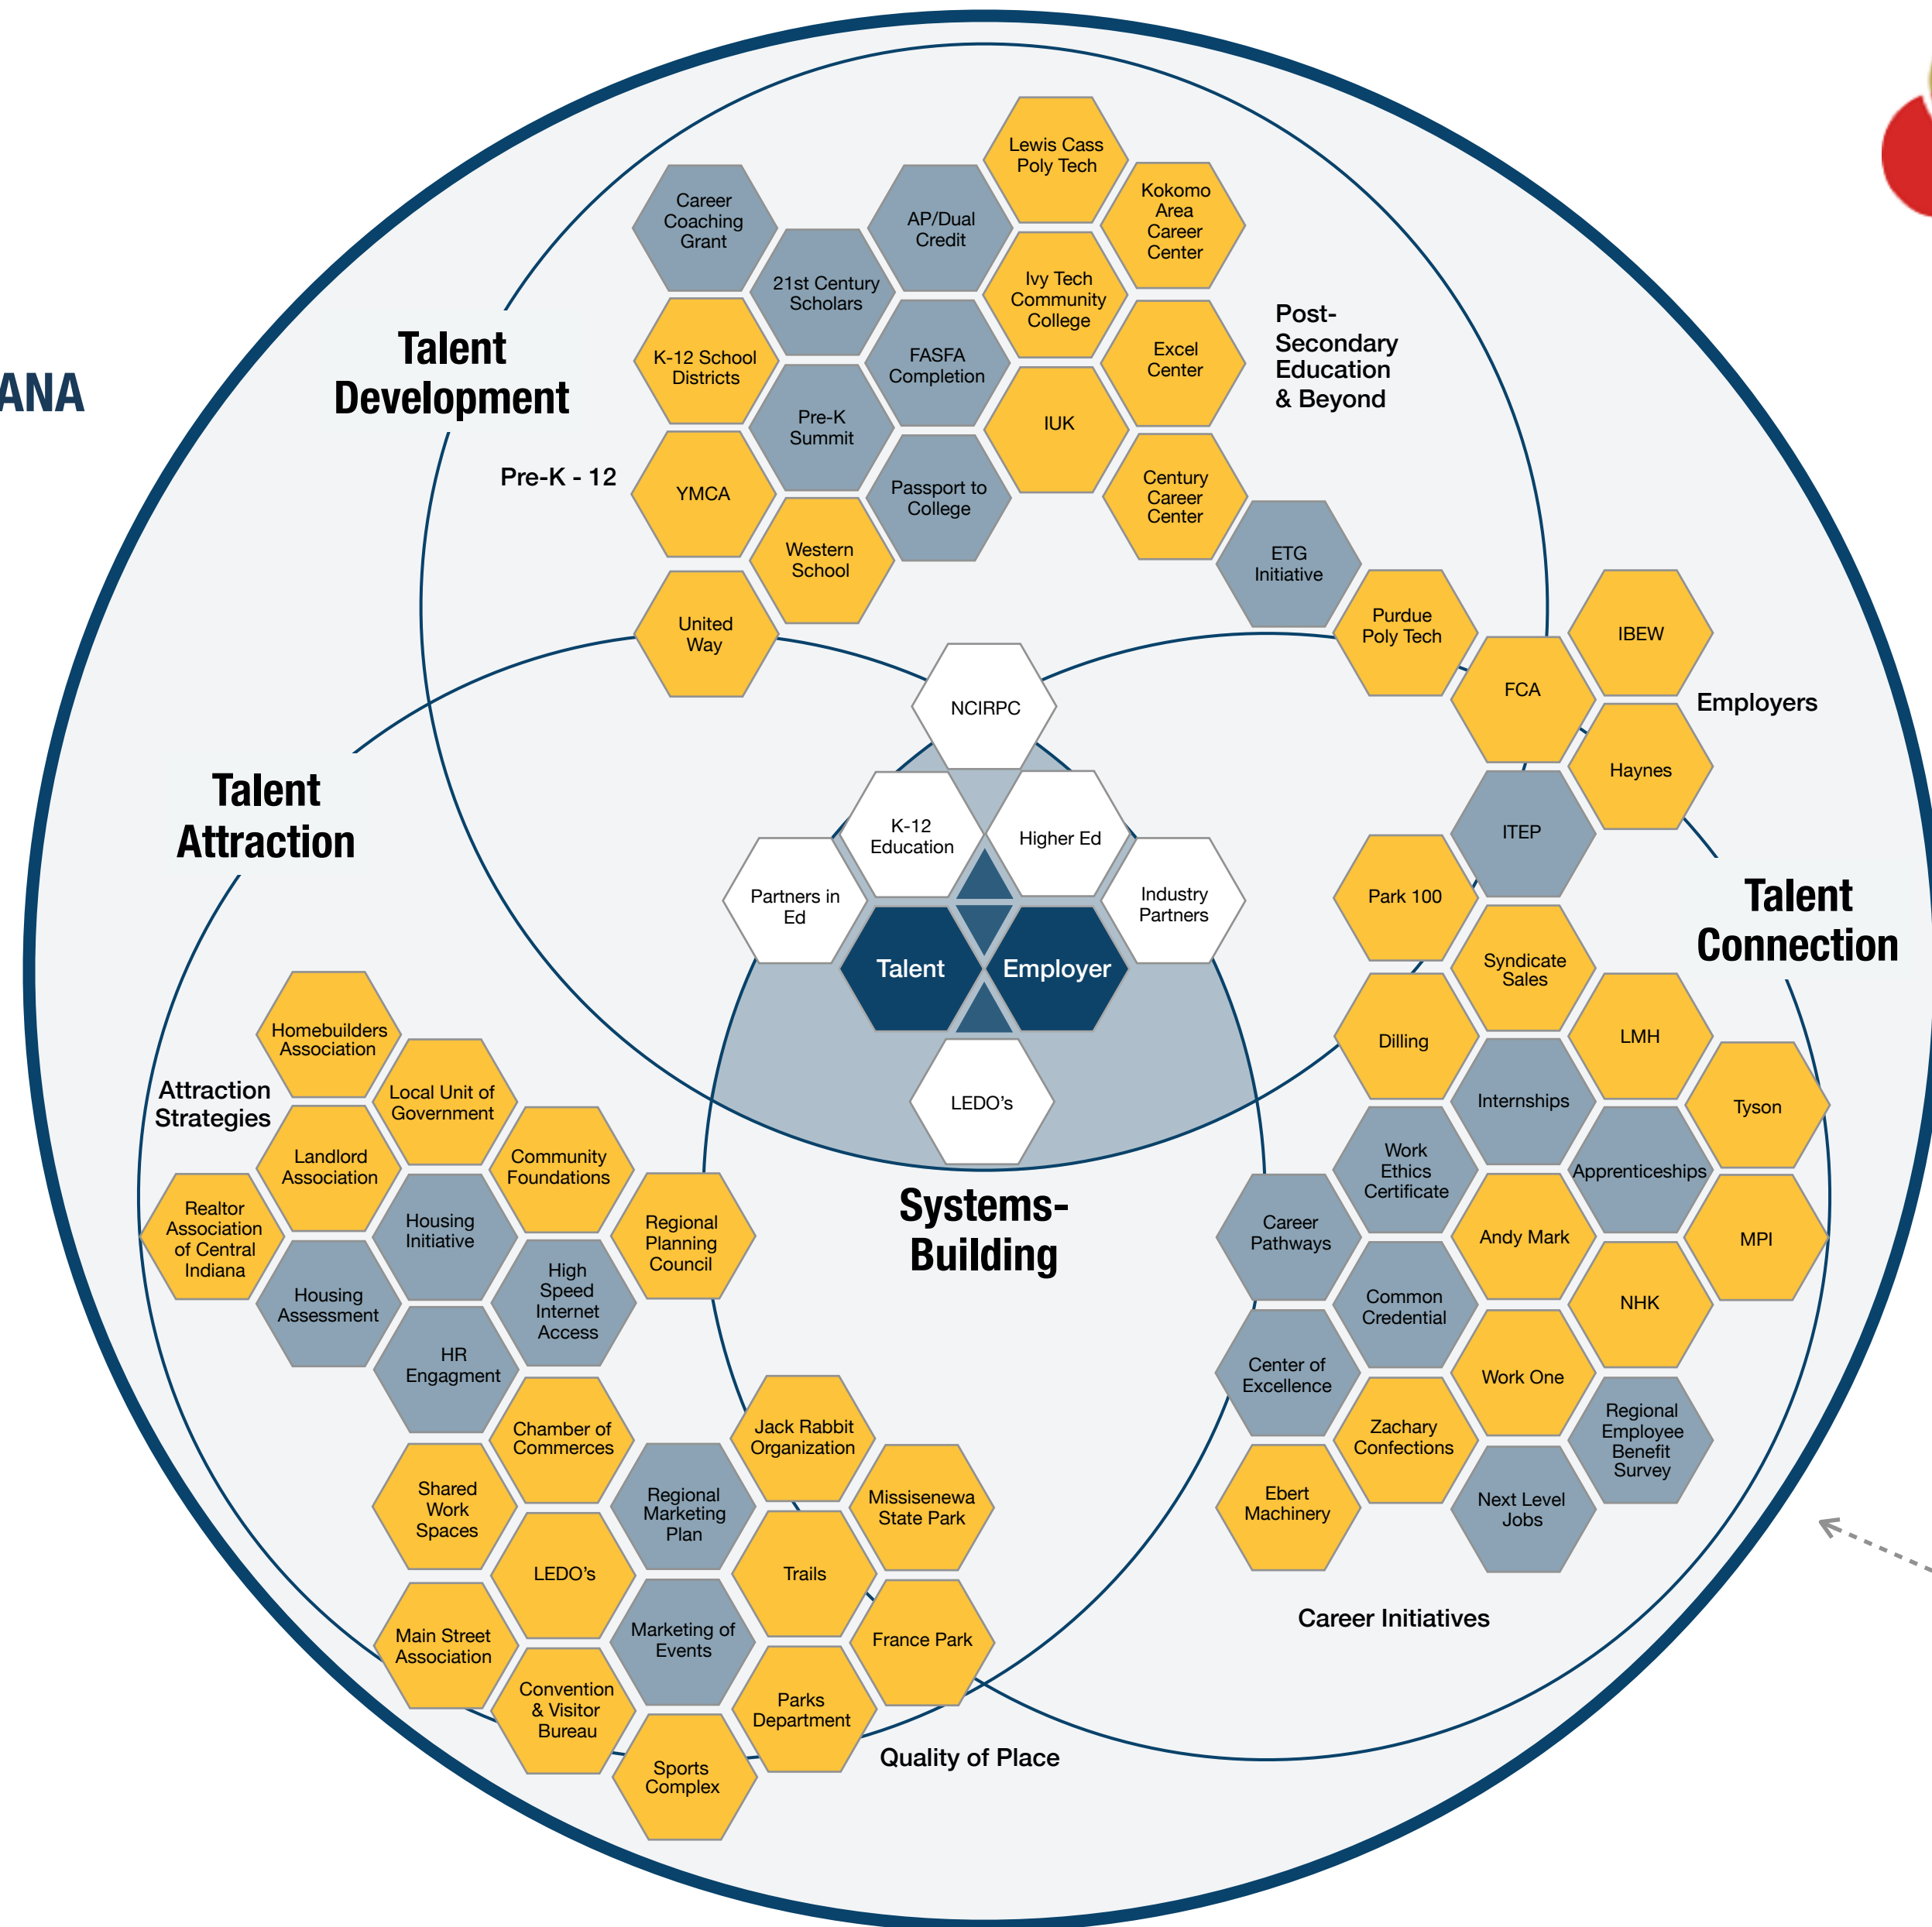 ANA
Talent
Development
Pre-K - 12
Career
Coaching
Grant
21st Century
Scholars
AP/Dual
Credit
Lewis Cass
Poly Tech
Kokomo
Area
Career
Center
K-12 School
Districts
Pre-K
Summit
FASFA
Completion
Ivy Tech
Community
College
Excel
Center
Post-
Secondary
Education
& Beyond
YMCA
Western
School
Passport to
College
IUK
Century
Career
Center
United
Way
ETG
Initiative
Purdue
Poly Tech
FCA
IBEW
Employers
Haynes
ITEP
Park 100
Syndicate
Sales
Talent
Connection
Dilling
LMH
Tyson
Internships
Work
Ethics
Certificate
Apprenticeships
MPI
Career
Pathways
Andy Mark
Common
Credential
NHK
Center of
Excellence
Work One
Zachary
Confections
Regional
Employee
Benefit
Survey
Ebert
Machinery
Next Level
Jobs
Career Initiatives
NCIRPC
K-12
Education
Higher Ed
Partners in
Ed
Industry
Partners
Talent
Employer
LEDO's
Systems-
Building
Talent
Attraction
Attraction
Strategies
Homebuilders
Association
Local Unit of
Government
Landlord
Association
Community
Foundations
Realtor
Association
of Central
Indiana
Housing
Initiative
Regional
Planning
Council
Housing
Assessment
High
Speed
Internet
Access
HR
Engagment
Chamber of
Commerces
Jack Rabbit
Organization
Shared
Work
Spaces
Regional
Marketing
Plan
Missisenewa
State Park
LEDO's
Trails
Main Street
Association
Marketing of
Events
France Park
Convention
& Visitor
Bureau
Parks
Department
Sports
Complex
Quality of Place